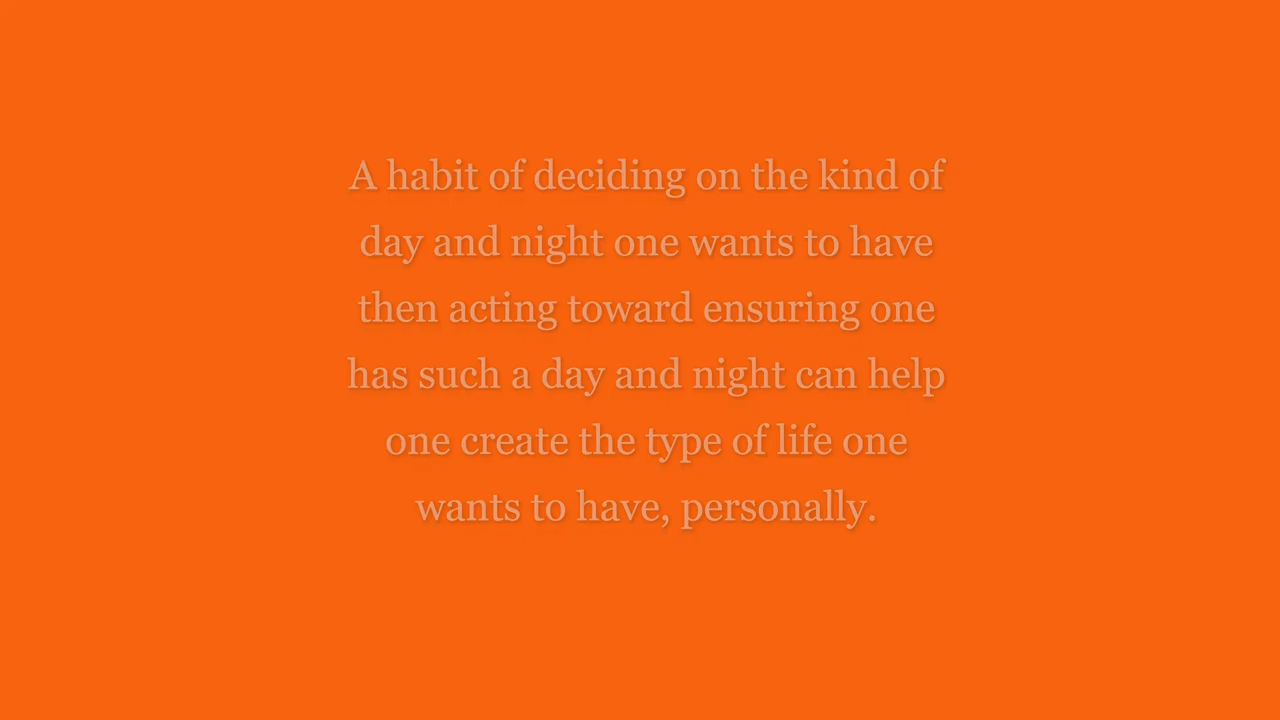 A habit of deciding on the kind of
day and night one wants to have
then acting toward ensuring one
has such a day and night can help
one create the type of life one
wants to have, personally.